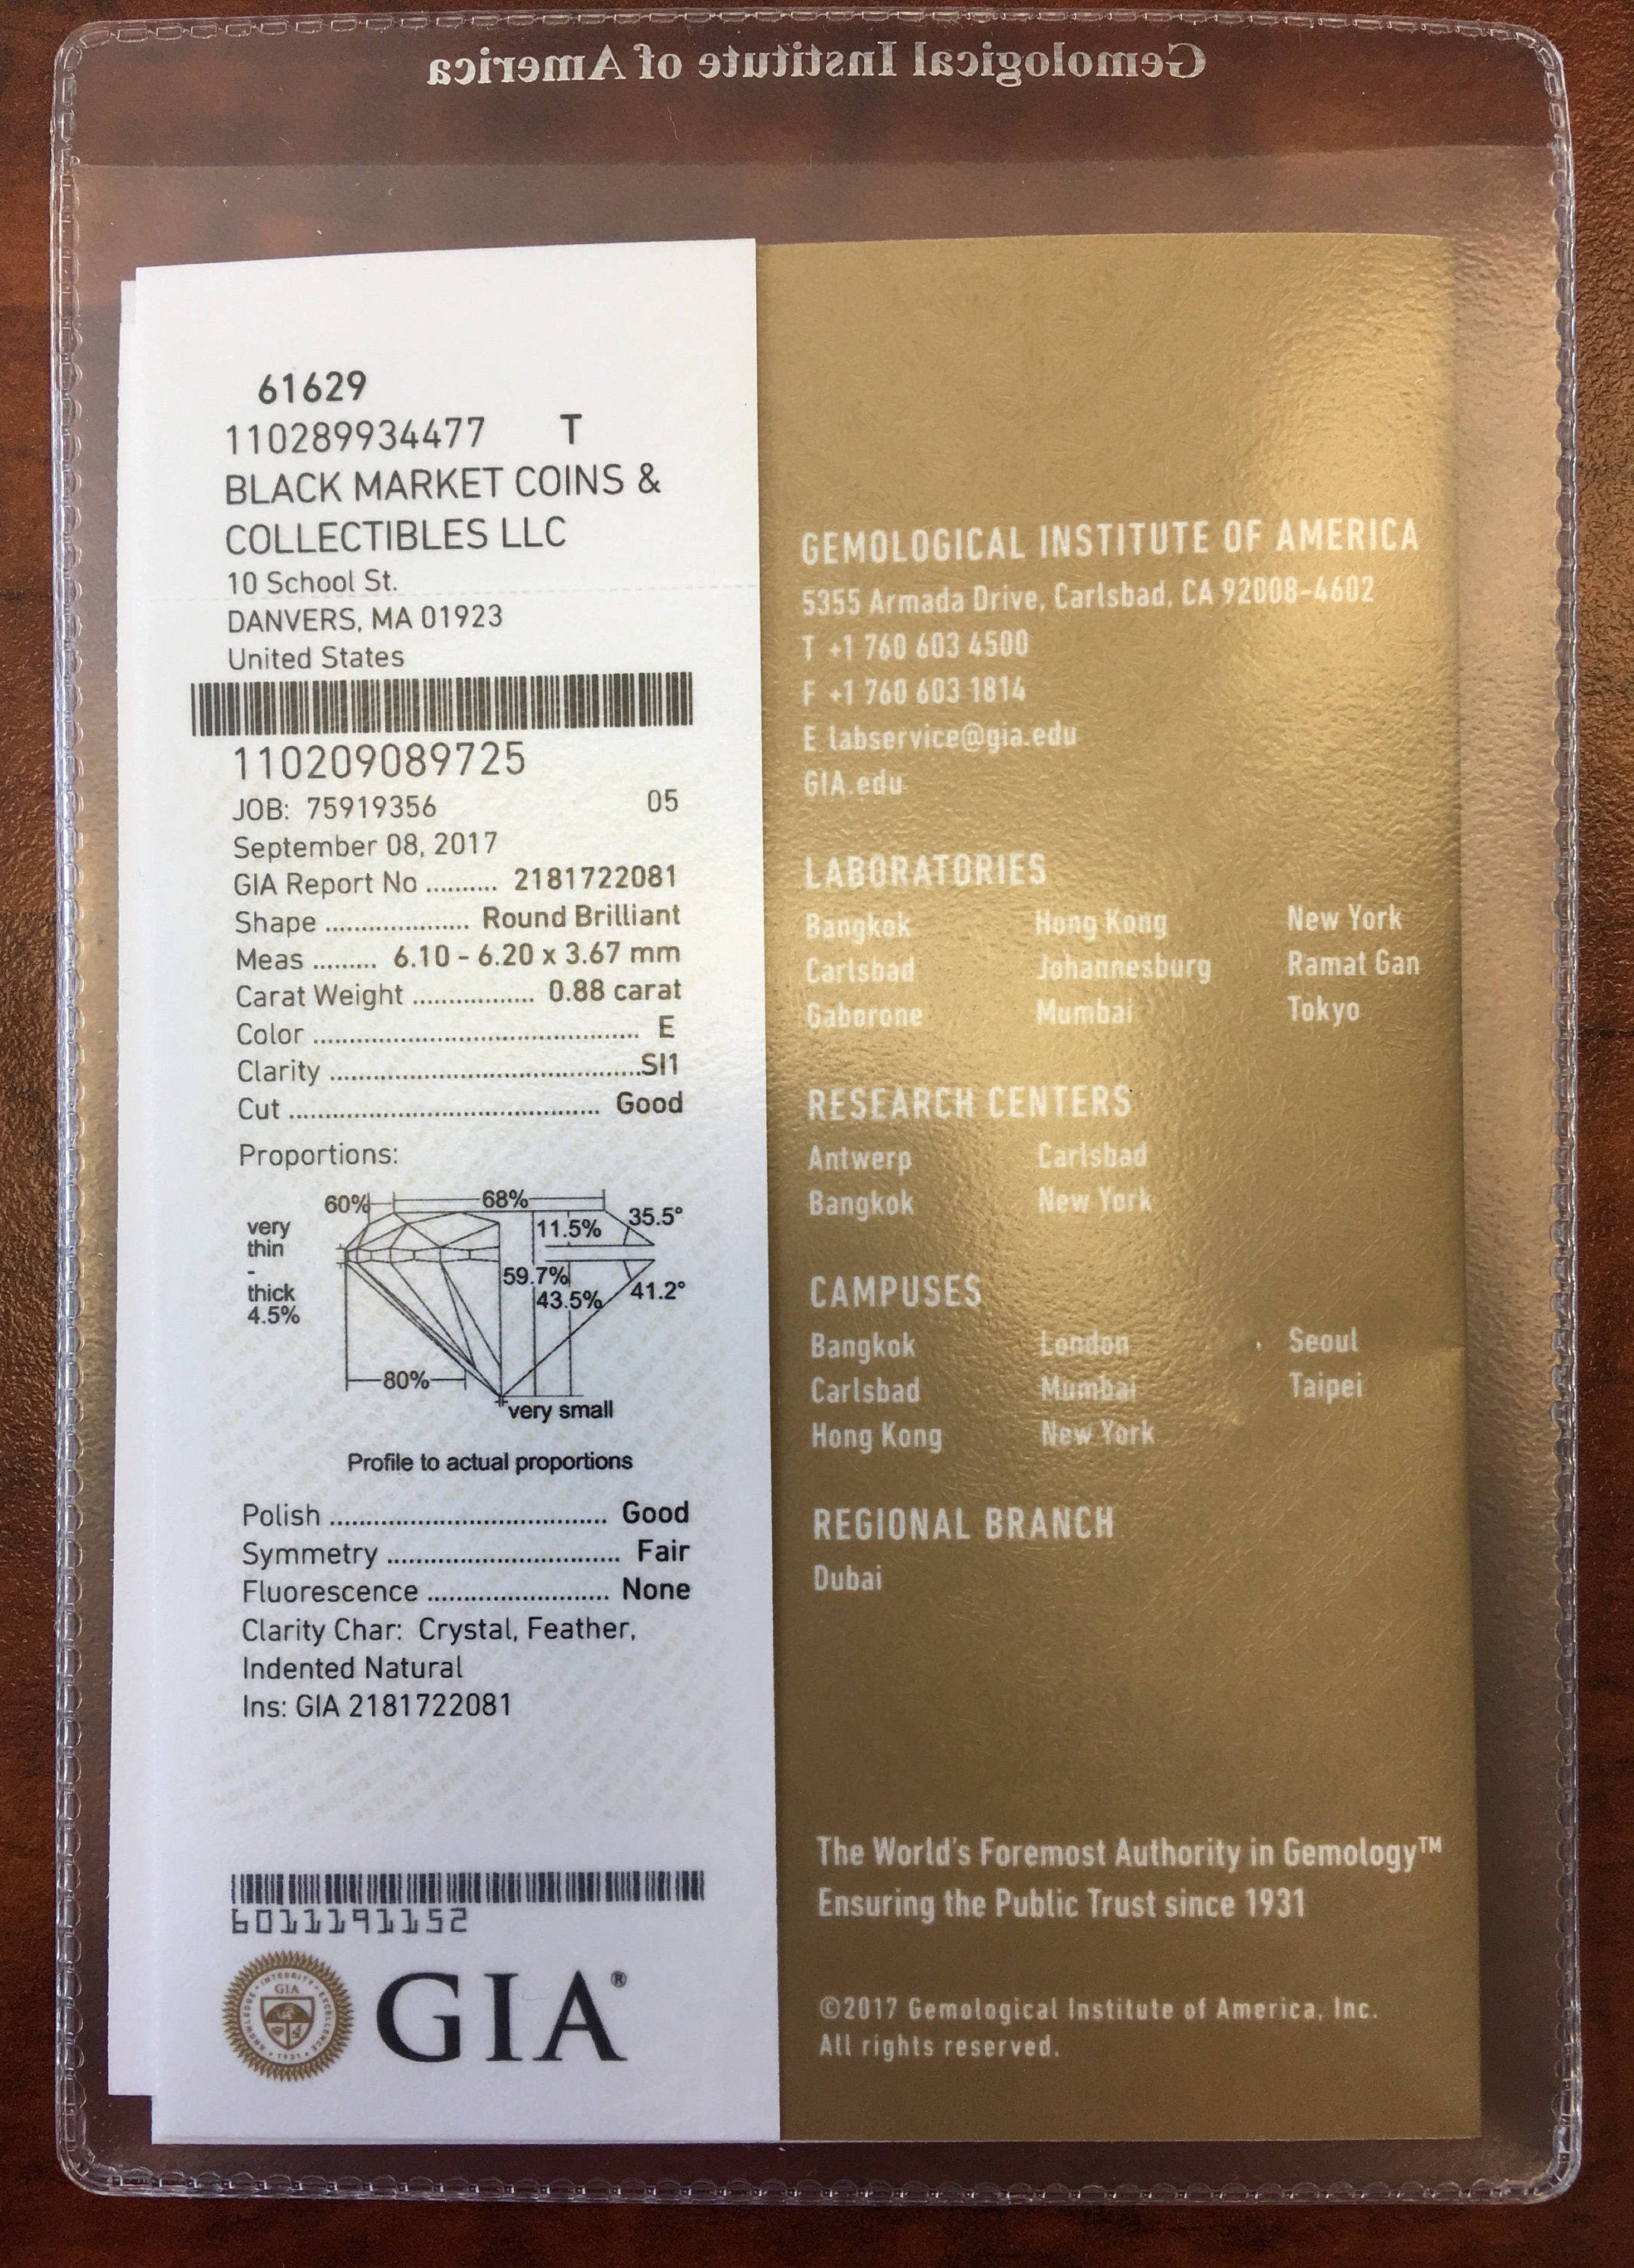 Gemological Institute of America
61629
110289934477 T
BLACK MARKET COINS &
COLLECTIBLES LLC
10 School St.
DANVERS, MA 01923
United States
110209089725
JOB: 75919356 05
September 08, 2017
GIA Report No .......... 2181722081
Shape .................... Round Brilliant
Meas ......... 6.10 - 6.20 x 3.67 mm
Carat Weight ................. 0.88 carat
Color ............................................. E
Clarity ...........................................SI1
Cut ........................................... Good
Proportions:
60% 68%
very
thin
-
thick
4.5%
11.5% 35.5°
59.7%
43.5% 41.2°
80%
very small
Profile to actual proportions
Polish ...................................... Good
Symmetry ................................ Fair
Fluorescence ......................... None
Clarity Char: Crystal, Feather,
Indented Natural
Ins: GIA 2181722081
6011191152
GIA®
GIA
INTEGRITY
EXCELLENCE
1931
KNOWLEDGE
GEMOLOGICAL INSTITUTE OF AMERICA
5355 Armada Drive, Carlsbad, CA 92008-4602
T +1 760 603 4500
F +1 760 603 1814
E labservice@gia.edu
GIA.edu
LABORATORIES
Bangkok Hong Kong New York
Carlsbad Johannesburg Ramat Gan
Gaborone Mumbai Tokyo
RESEARCH CENTERS
Antwerp Carlsbad
Bangkok New York
CAMPUSES
Bangkok London Seoul
Carlsbad Mumbai Taipei
Hong Kong New York
REGIONAL BRANCH
Dubai
The World's Foremost Authority in Gemology™
Ensuring the Public Trust since 1931
©2017 Gemological Institute of America, Inc.
All rights reserved.